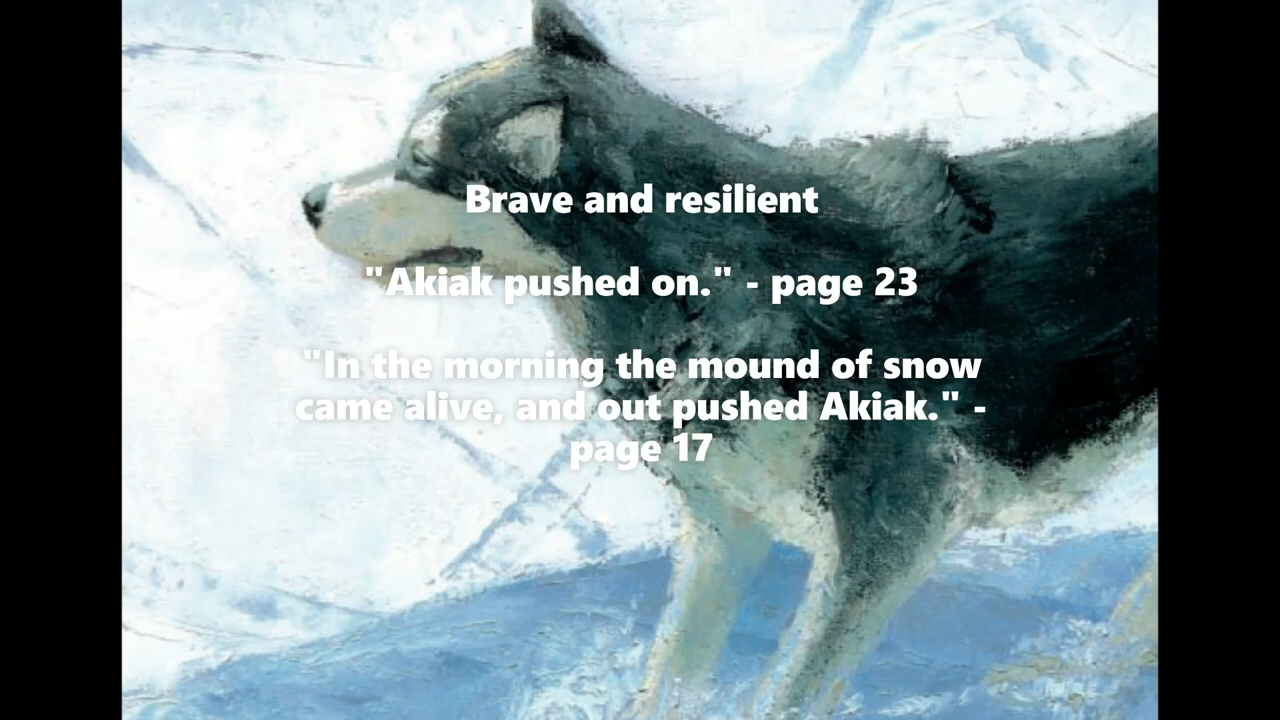 Brave and resilient
"Akiak pushed on." - page 23
"In the morning the mound of snow
came alive, and out pushed Akiak." -
page 17